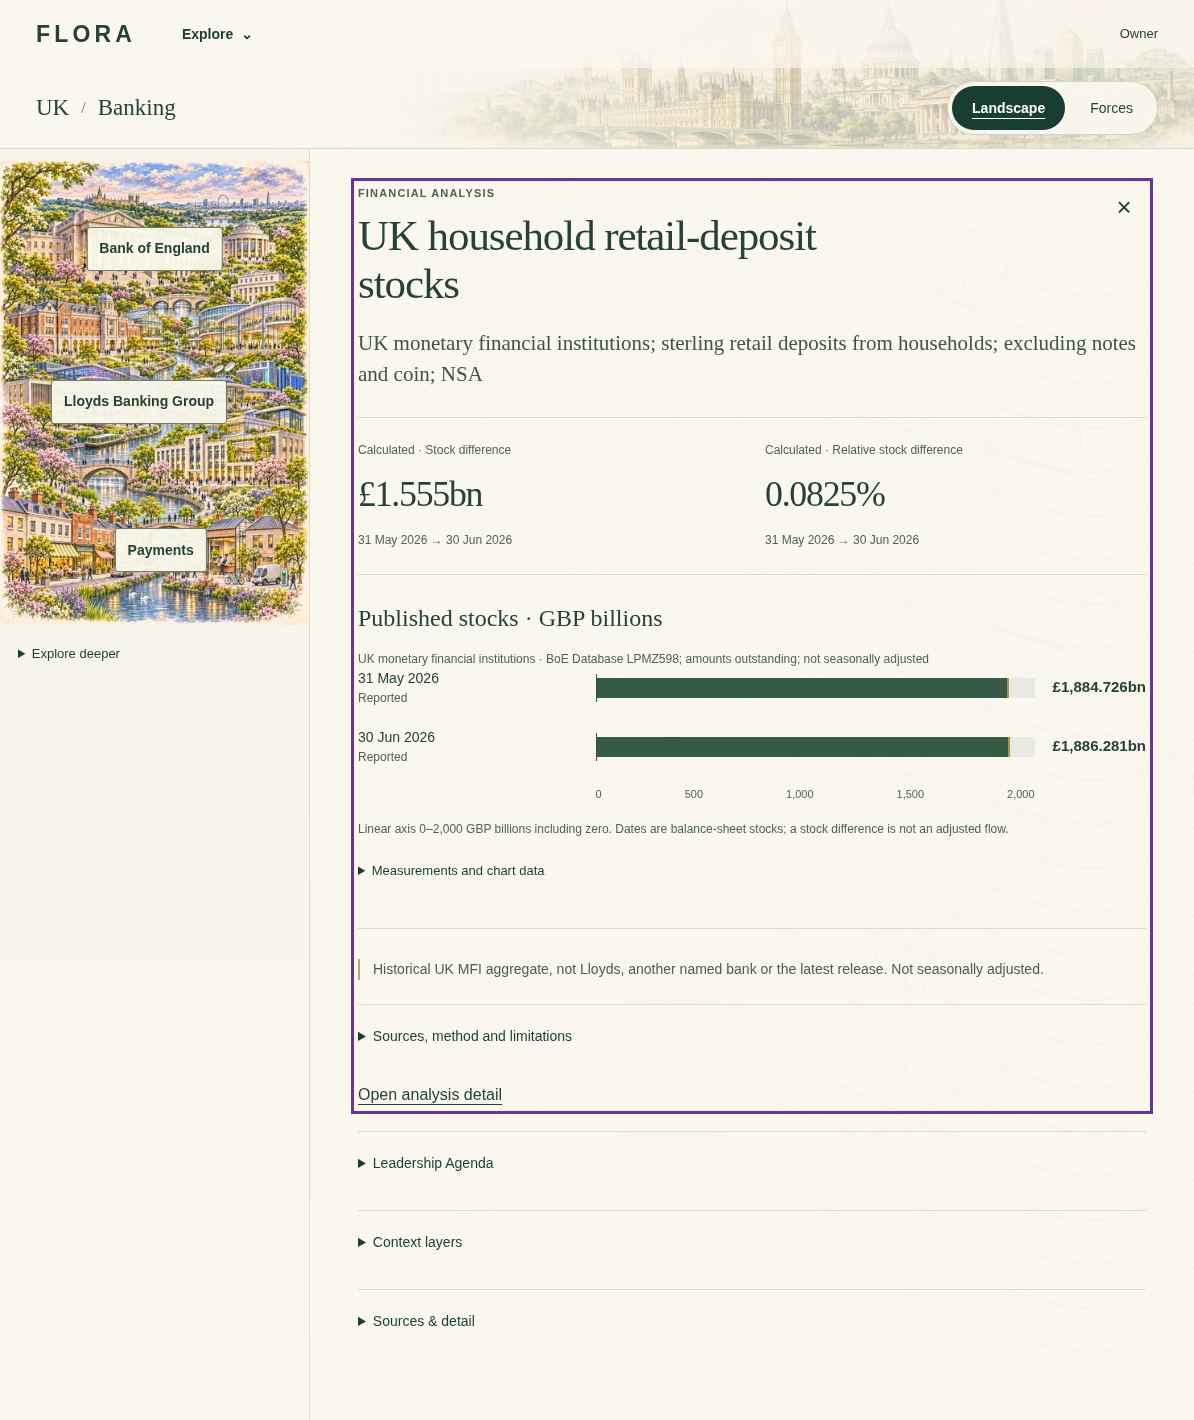 FLORA
Explore
Owner
UK / Banking
Landscape
Forces
Bank of England
Lloyds Banking Group
Payments
▶ Explore deeper
FINANCIAL ANALYSIS
✕
UK household retail-deposit
stocks
UK monetary financial institutions; sterling retail deposits from households; excluding notes
and coin; NSA
Calculated · Stock difference
£1.555bn
31 May 2026 → 30 Jun 2026
Calculated · Relative stock difference
0.0825%
31 May 2026 → 30 Jun 2026
Published stocks · GBP billions
UK monetary financial institutions · BoE Database LPMZ598; amounts outstanding; not seasonally adjusted
31 May 2026
Reported
£1,884.726bn
30 Jun 2026
Reported
£1,886.281bn
0 500 1,000 1,500 2,000
Linear axis 0–2,000 GBP billions including zero. Dates are balance-sheet stocks; a stock difference is not an adjusted flow.
▶ Measurements and chart data
Historical UK MFI aggregate, not Lloyds, another named bank or the latest release. Not seasonally adjusted.
▶ Sources, method and limitations
Open analysis detail
▶ Leadership Agenda
▶ Context layers
▶ Sources & detail